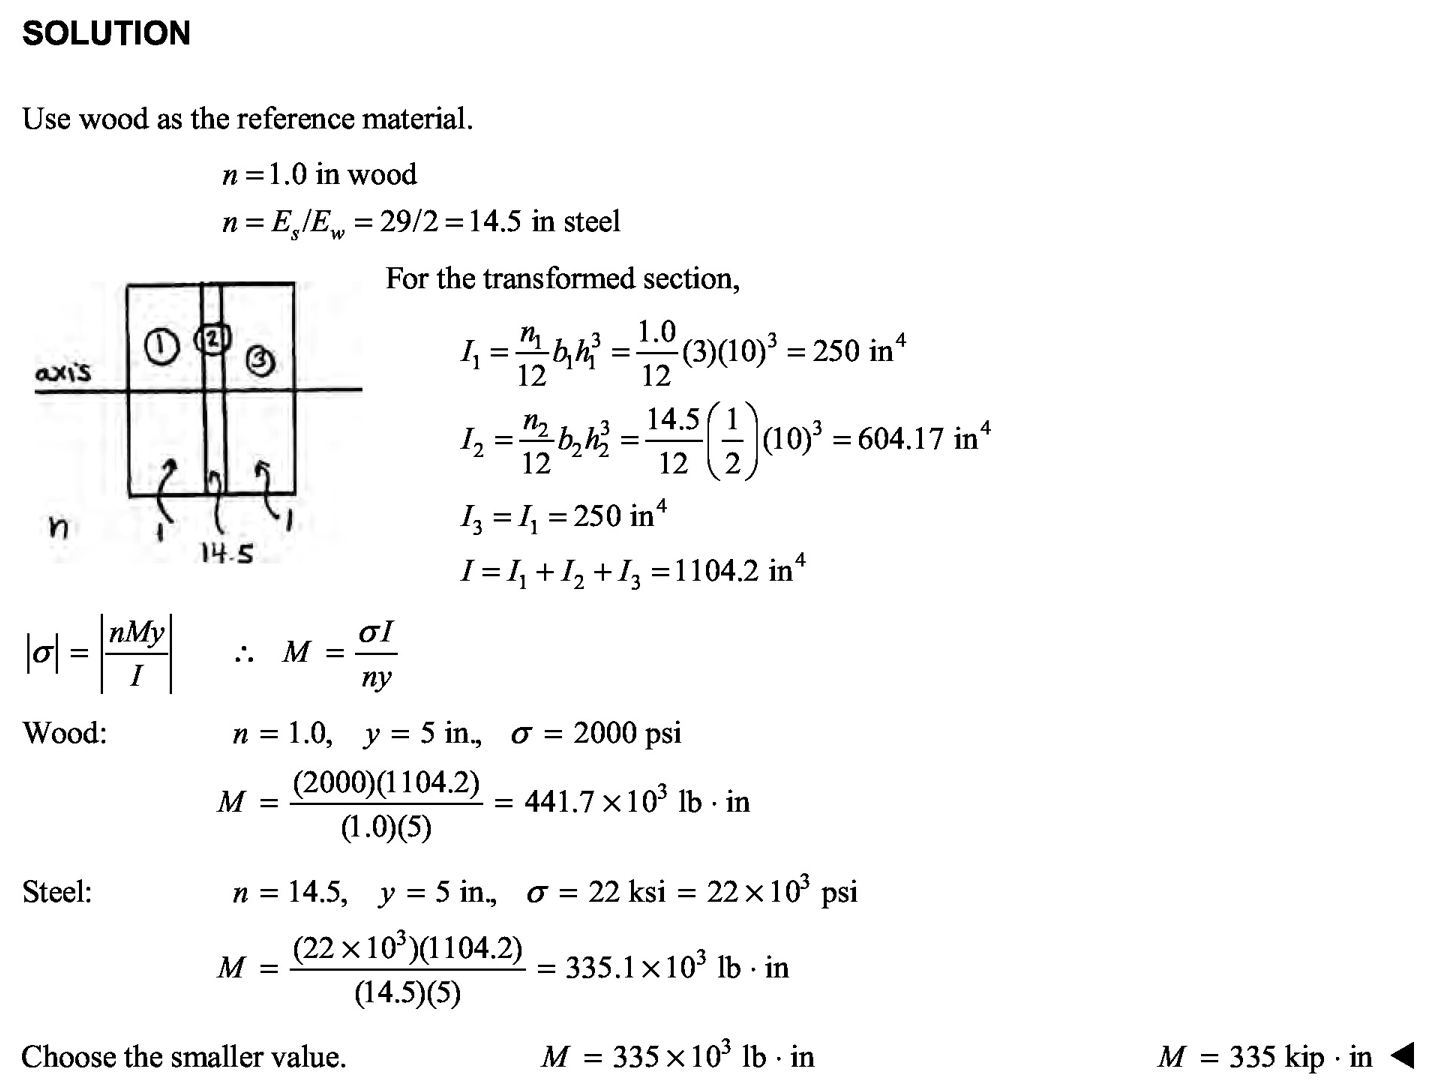 SOLUTION
Use wood as the reference material.
n = 1.0 in wood
n = E_s/E_w = 29/2 = 14.5 in steel
For the transformed section,
1 2 3
axis
n 1 14.5 1
I_1 = n_1/12 b_1h_1^3 = 1.0/12 (3)(10)^3 = 250 in^4
I_2 = n_2/12 b_2h_2^3 = 14.5/12 (1/2)(10)^3 = 604.17 in^4
I_3 = I_1 = 250 in^4
I = I_1 + I_2 + I_3 = 1104.2 in^4
|σ| = |nMy/I| ∴ M = σI/ny
Wood: n = 1.0, y = 5 in., σ = 2000 psi
M = (2000)(1104.2)/(1.0)(5) = 441.7 × 10^3 lb · in
Steel: n = 14.5, y = 5 in., σ = 22 ksi = 22 × 10^3 psi
M = (22 × 10^3)(1104.2)/(14.5)(5) = 335.1 × 10^3 lb · in
Choose the smaller value. M = 335 × 10^3 lb · in M = 335 kip · in ◀